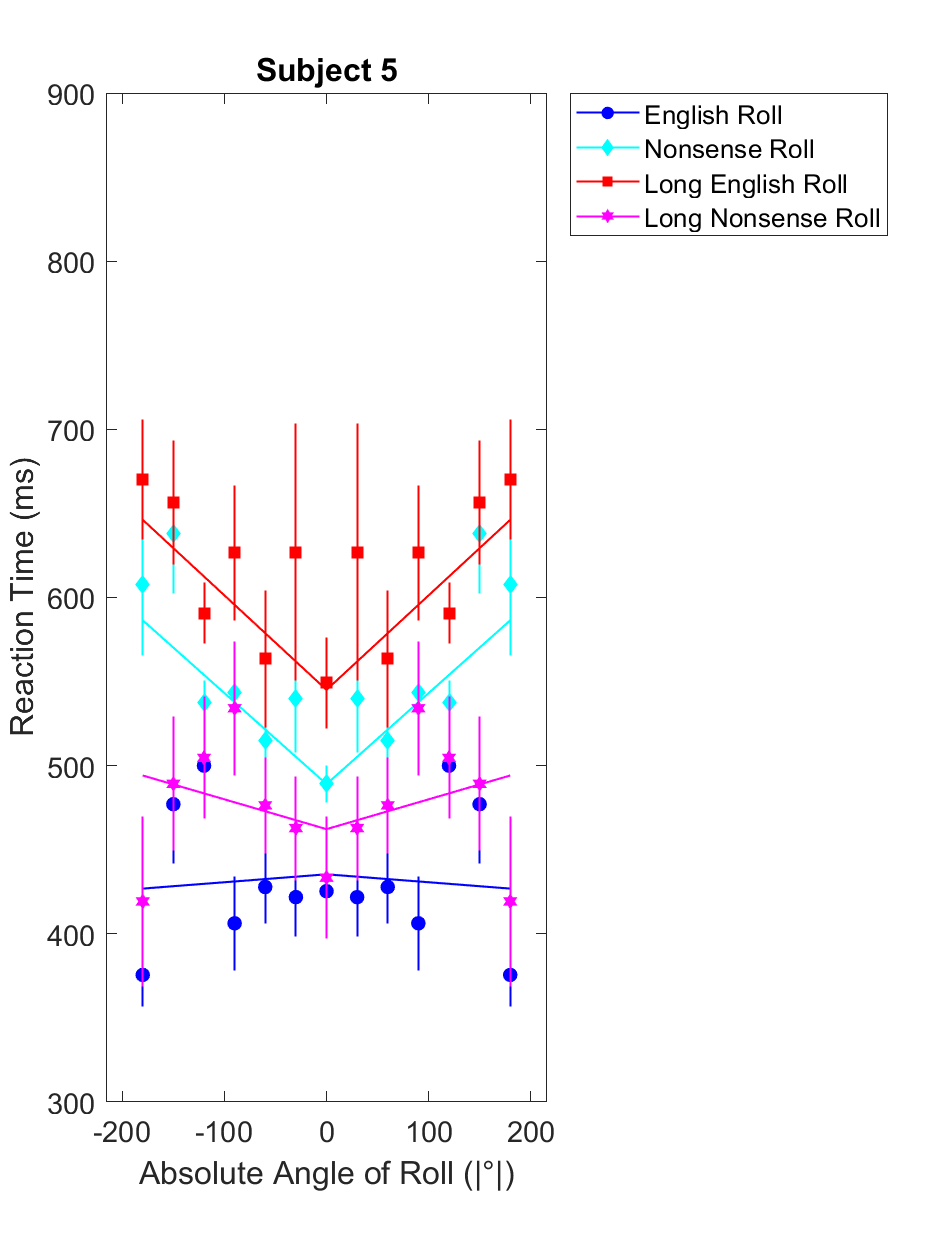 Subject 5
900
800
700
600
500
400
300
-200
-100
0
100
200
Reaction Time (ms)
Absolute Angle of Roll (|°|)
English Roll
Nonsense Roll
Long English Roll
Long Nonsense Roll